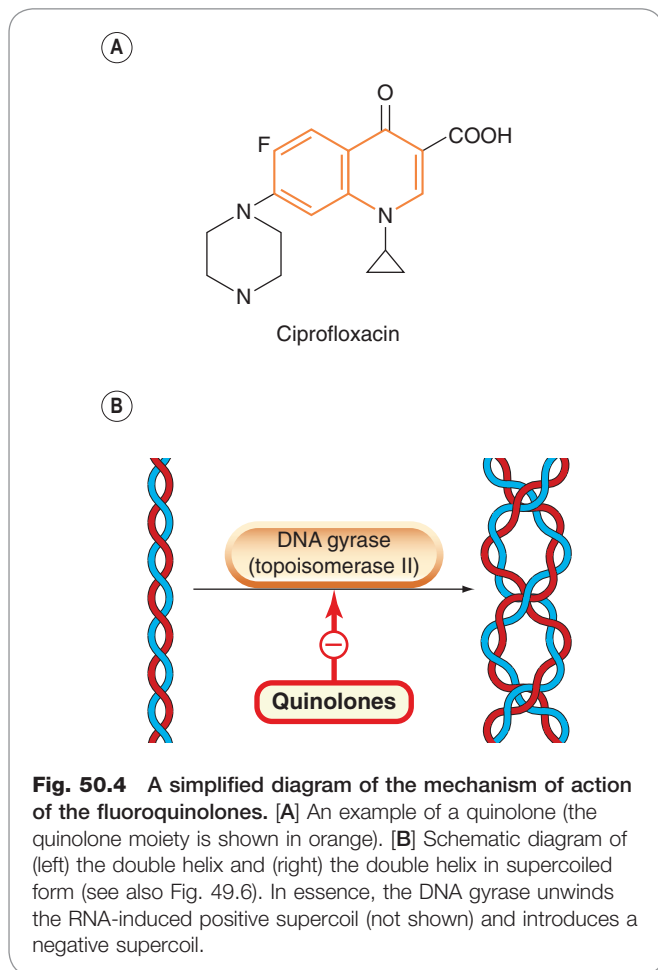 A
O
F
COOH
N
N
N
Ciprofloxacin
B
DNA gyrase
(topoisomerase II)
−
Quinolones
Fig. 50.4 A simplified diagram of the mechanism of action
of the fluoroquinolones. [A] An example of a quinolone (the
quinolone moiety is shown in orange). [B] Schematic diagram of
(left) the double helix and (right) the double helix in supercoiled
form (see also Fig. 49.6). In essence, the DNA gyrase unwinds
the RNA-induced positive supercoil (not shown) and introduces a
negative supercoil.